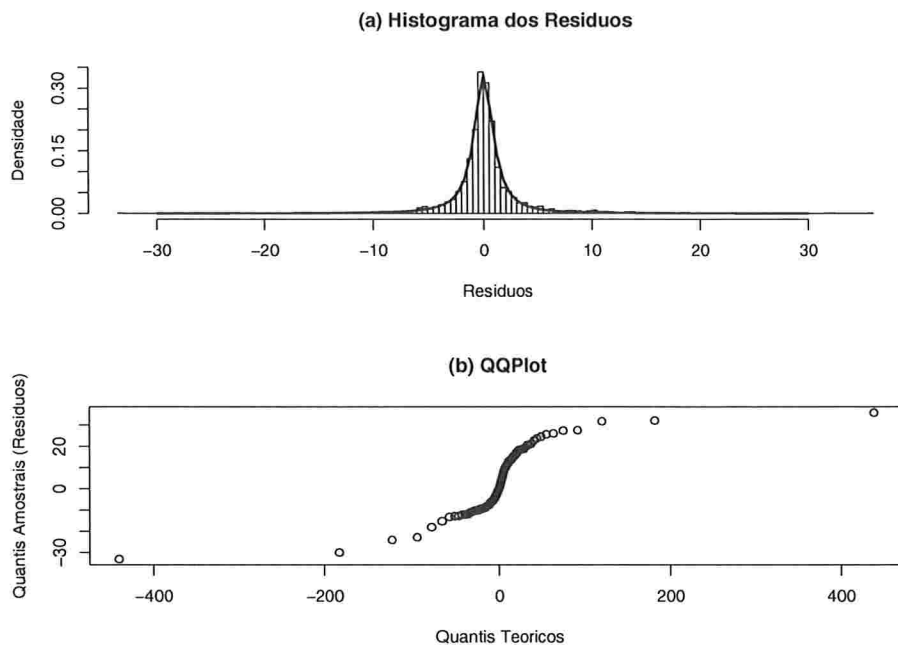 (a) Histograma dos Residuos
Densidade
0.00 0.15 0.30
−30 −20 −10 0 10 20 30
Residuos
(b) QQPlot
Quantis Amostrais (Residuos)
−30 0 20
−400 −200 0 200 400
Quantis Teoricos